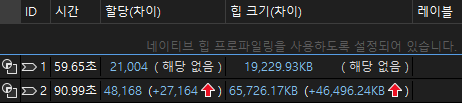 ID 시간 할당(차이) 힙 크기(차이) 레이블
네이티브 힙 프로파일링을 사용하도록 설정되어 있습니다.
1 59.65초 21,004 ( 해당 없음 ) 19,229.93KB ( 해당 없음 )
2 90.99초 48,168 (+27,164 ) 65,726.17KB (+46,496.24KB )